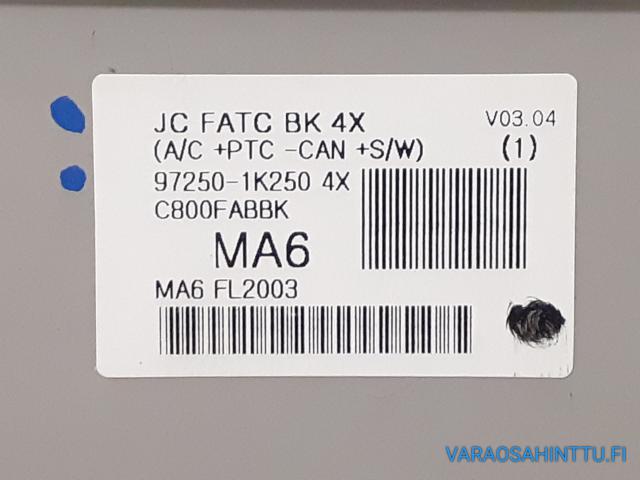 JC FATC BK 4X
V03.04
(A/C +PTC -CAN +S/W)
(1)
97250-1K250 4X
C800FABBK
MA6
MA6 FL2003
VARAOSAHINTTU.FI